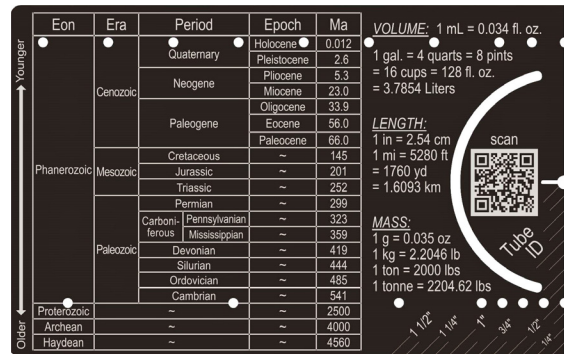 Eon Era Period Epoch Ma
Younger
Phanerozoic Cenozoic Quaternary Holocene 0.012
Pleistocene 2.6
Neogene Pliocene 5.3
Miocene 23.0
Paleogene Oligocene 33.9
Eocene 56.0
Paleocene 66.0
Mesozoic Cretaceous ~ 145
Jurassic ~ 201
Triassic ~ 252
Paleozoic Permian ~ 299
Carboni-
ferous Pennsylvanian ~ 323
Mississippian ~ 359
Devonian ~ 419
Silurian ~ 444
Ordovician ~ 485
Cambrian ~ 541
Proterozoic ~ ~ 2500
Archean ~ ~ 4000
Haydean ~ ~ 4560
Older
VOLUME: 1 mL = 0.034 fl. oz.
1 gal. = 4 quarts = 8 pints
= 16 cups = 128 fl. oz.
= 3.7854 Liters
LENGTH:
1 in = 2.54 cm
1 mi = 5280 ft
= 1760 yd
= 1.6093 km
MASS:
1 g = 0.035 oz
1 kg = 2.2046 lb
1 ton = 2000 lbs
1 tonne = 2204.62 lbs
scan
Tube
ID
1 1/2"
1 1/4"
1"
3/4"
1/2"
1/4"